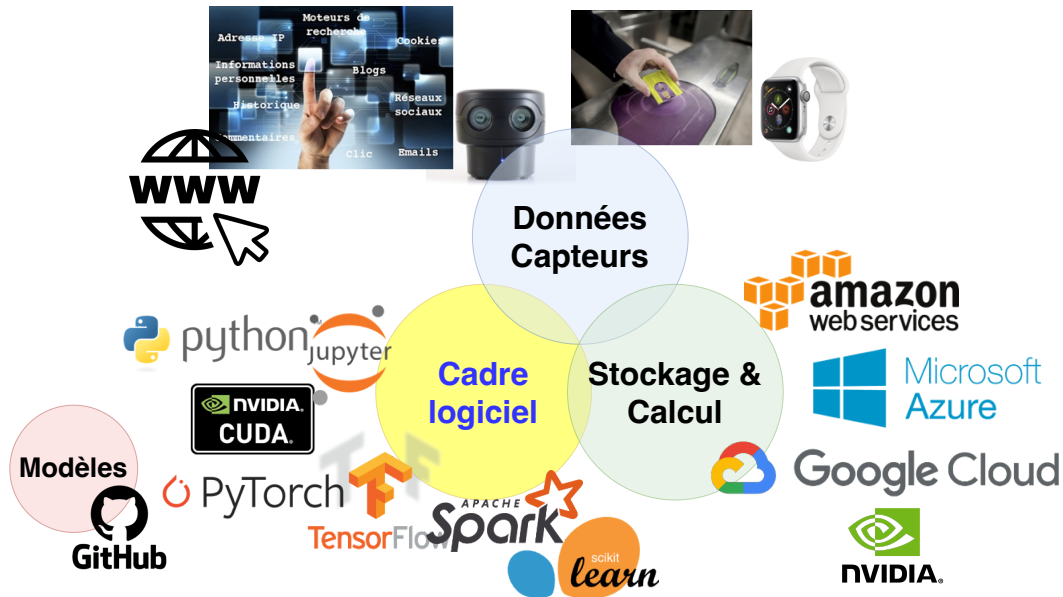 Moteurs de
recherche
Adresse IP
Cookies
Informations
personnelles
Blogs
Historique
Réseaux
sociaux
Commentaires
Clic
Emails
WWW
Données
Capteurs
amazon
web services
python
jupyter
Cadre
logiciel
Stockage &
Calcul
Microsoft
Azure
NVIDIA.
CUDA.
Modèles
PyTorch
TF
TensorFlow
APACHE
Spark
Google Cloud
GitHub
scikit
learn
NVIDIA.